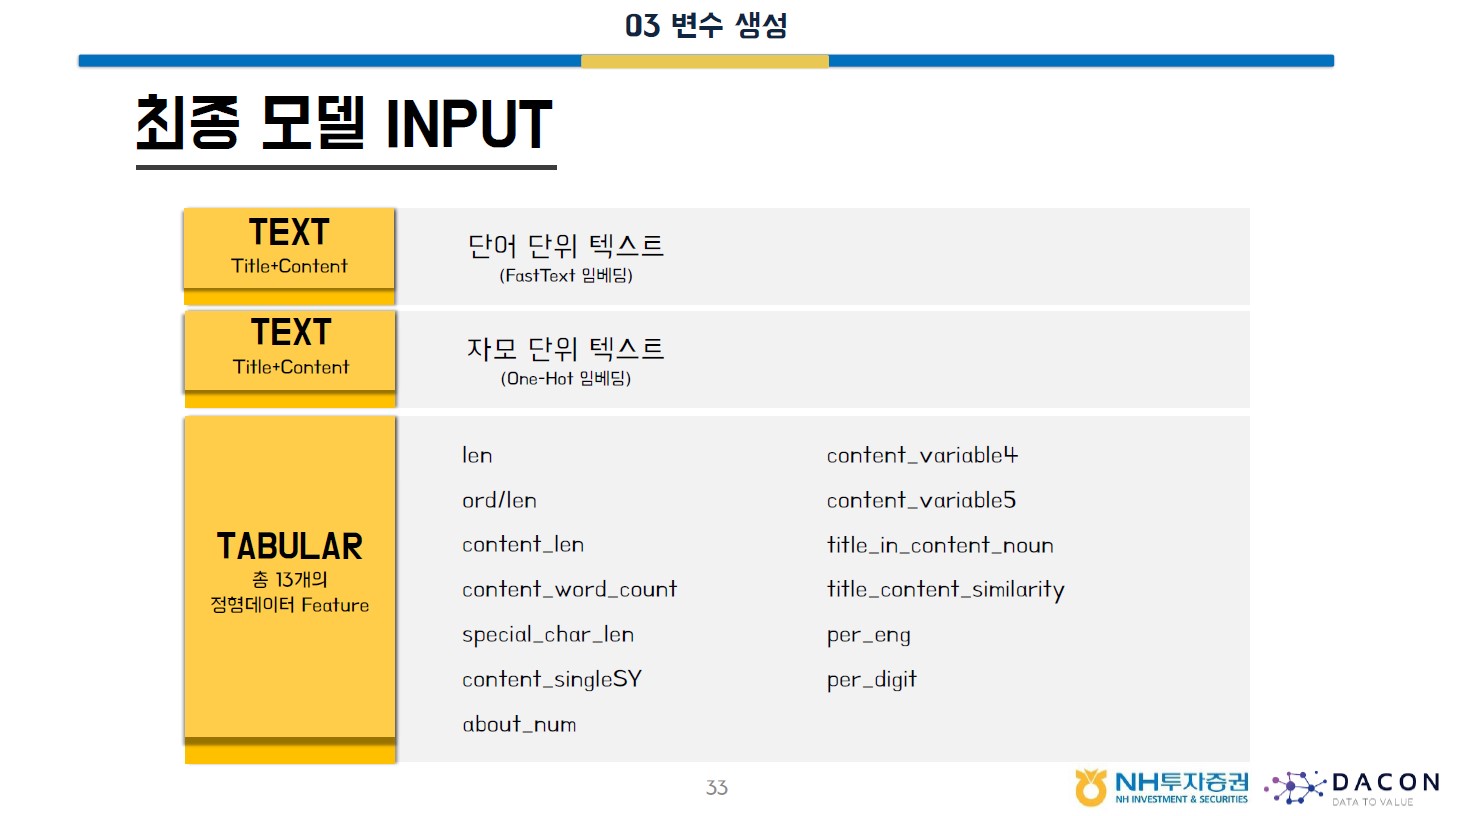 03 변수 생성
최종 모델 INPUT
TEXT
Title+Content
단어 단위 텍스트
(FastText 임베딩)
TEXT
Title+Content
자모 단위 텍스트
(One-Hot 임베딩)
TABULAR
총 13개의
정형데이터 Feature
len
ord/len
content_len
content_word_count
special_char_len
content_singleSY
about_num
content_variable4
content_variable5
title_in_content_noun
title_content_similarity
per_eng
per_digit
33
NH투자증권
NH INVESTMENT & SECURITIES
DACON
DATA TO VALUE